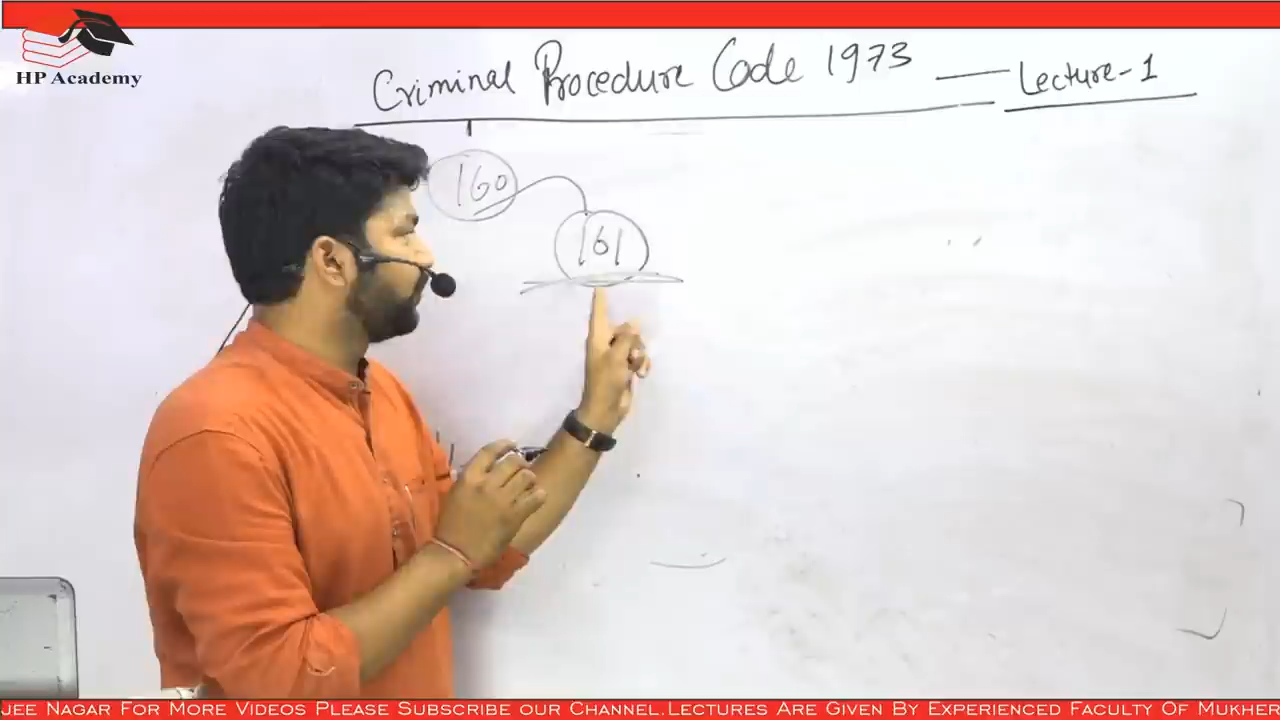 HP Academy
Criminal Procedure Code 1973 — Lecture-1
160
161
JEE NAGAR FOR MORE VIDEOS PLEASE SUBSCRIBE OUR CHANNEL.LECTURES ARE GIVEN BY EXPERIENCED FACULTY OF MUKHER